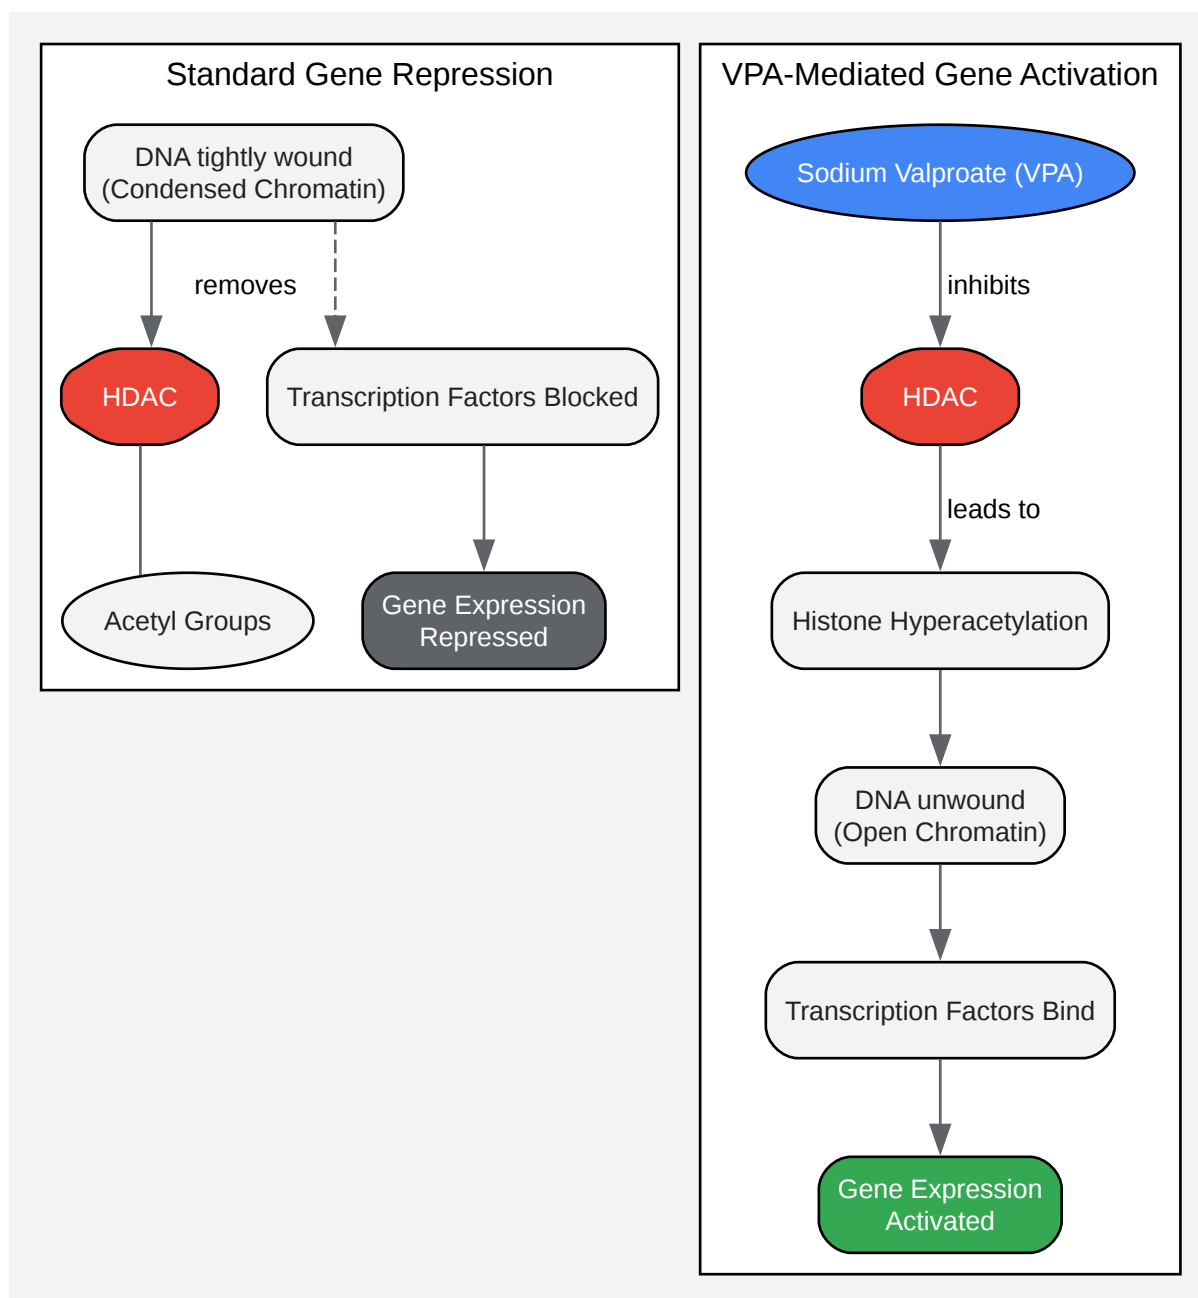 Standard Gene Repression
DNA tightly wound
(Condensed Chromatin)
removes
HDAC
Transcription Factors Blocked
Acetyl Groups
Gene Expression
Repressed
VPA-Mediated Gene Activation
Sodium Valproate (VPA)
inhibits
HDAC
leads to
Histone Hyperacetylation
DNA unwound
(Open Chromatin)
Transcription Factors Bind
Gene Expression
Activated